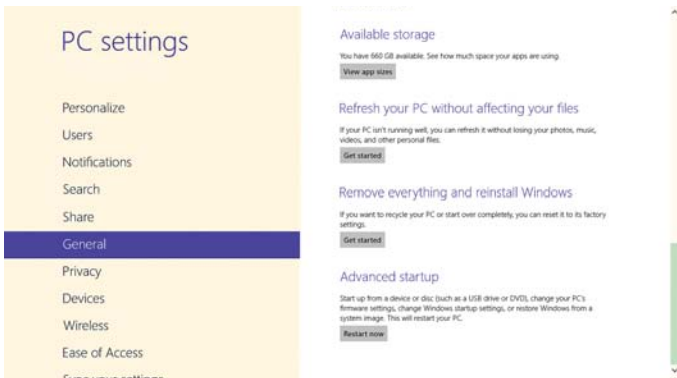 PC settings
Personalize
Users
Notifications
Search
Share
General
Privacy
Devices
Wireless
Ease of Access
Sync your settings
Available storage
You have 660 GB available. See how much space your apps are using.
View app sizes
Refresh your PC without affecting your files
If your PC isn't running well, you can refresh it without losing your photos, music,
videos, and other personal files.
Get started
Remove everything and reinstall Windows
If you want to recycle your PC or start over completely, you can reset it to its factory
settings.
Get started
Advanced startup
Start up from a device or disc (such as a USB drive or DVD), change your PC's
firmware settings, change Windows startup settings, or restore Windows from a
system image. This will restart your PC.
Restart now